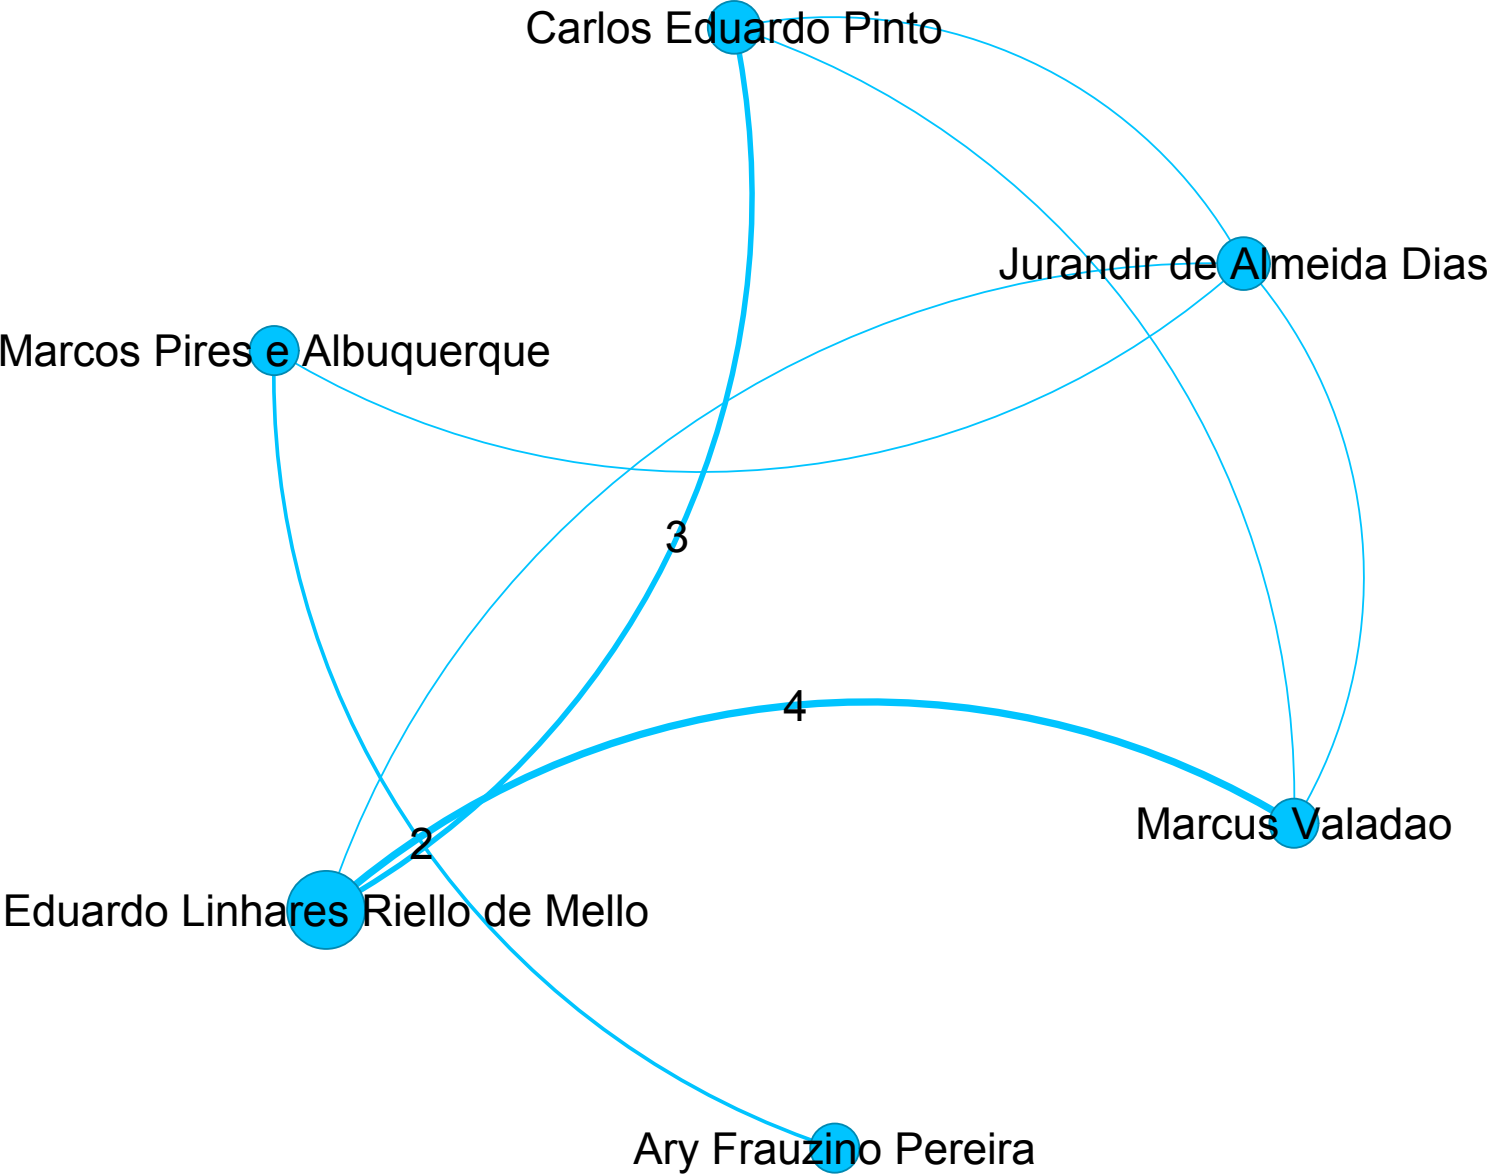 Carlos Eduardo Pinto
Jurandir de Almeida Dias
Marcos Pires e Albuquerque
3
4
Marcus Valadao
2
Eduardo Linhares Riello de Mello
Ary Frauzino Pereira